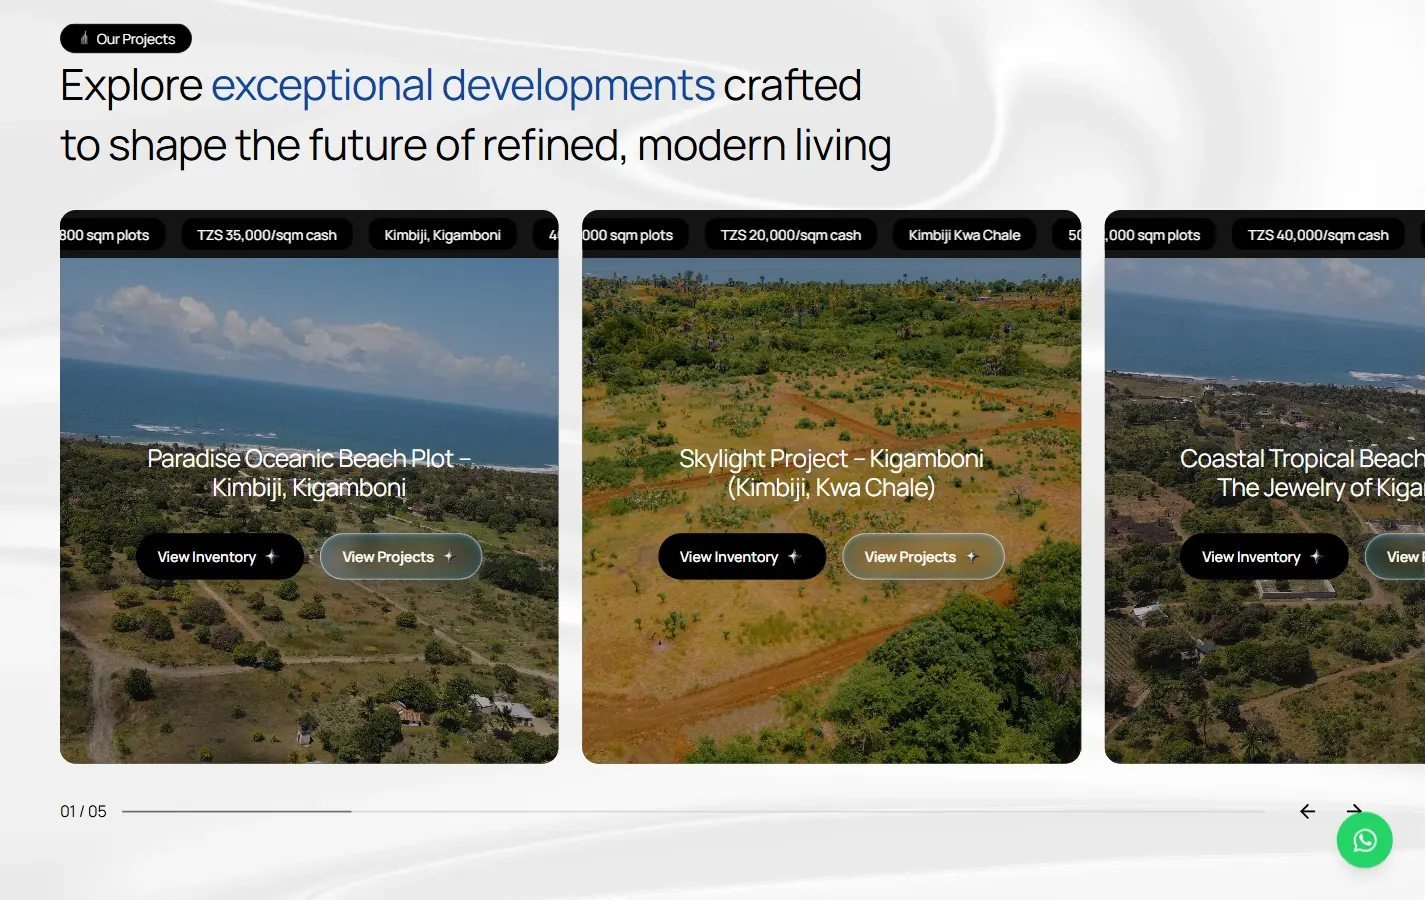 Our Projects
Explore exceptional developments crafted
to shape the future of refined, modern living
800 sqm plots
TZS 35,000/sqm cash
Kimbiji, Kigamboni
000 sqm plots
TZS 20,000/sqm cash
Kimbiji Kwa Chale
,000 sqm plots
TZS 40,000/sqm cash
Paradise Oceanic Beach Plot –
Kimbiji, Kigamboni
View Inventory
View Projects
Skylight Project – Kigamboni
(Kimbiji, Kwa Chale)
View Inventory
View Projects
Coastal Tropical Beach
The Jewelry of
View Inventory
View
01 / 05